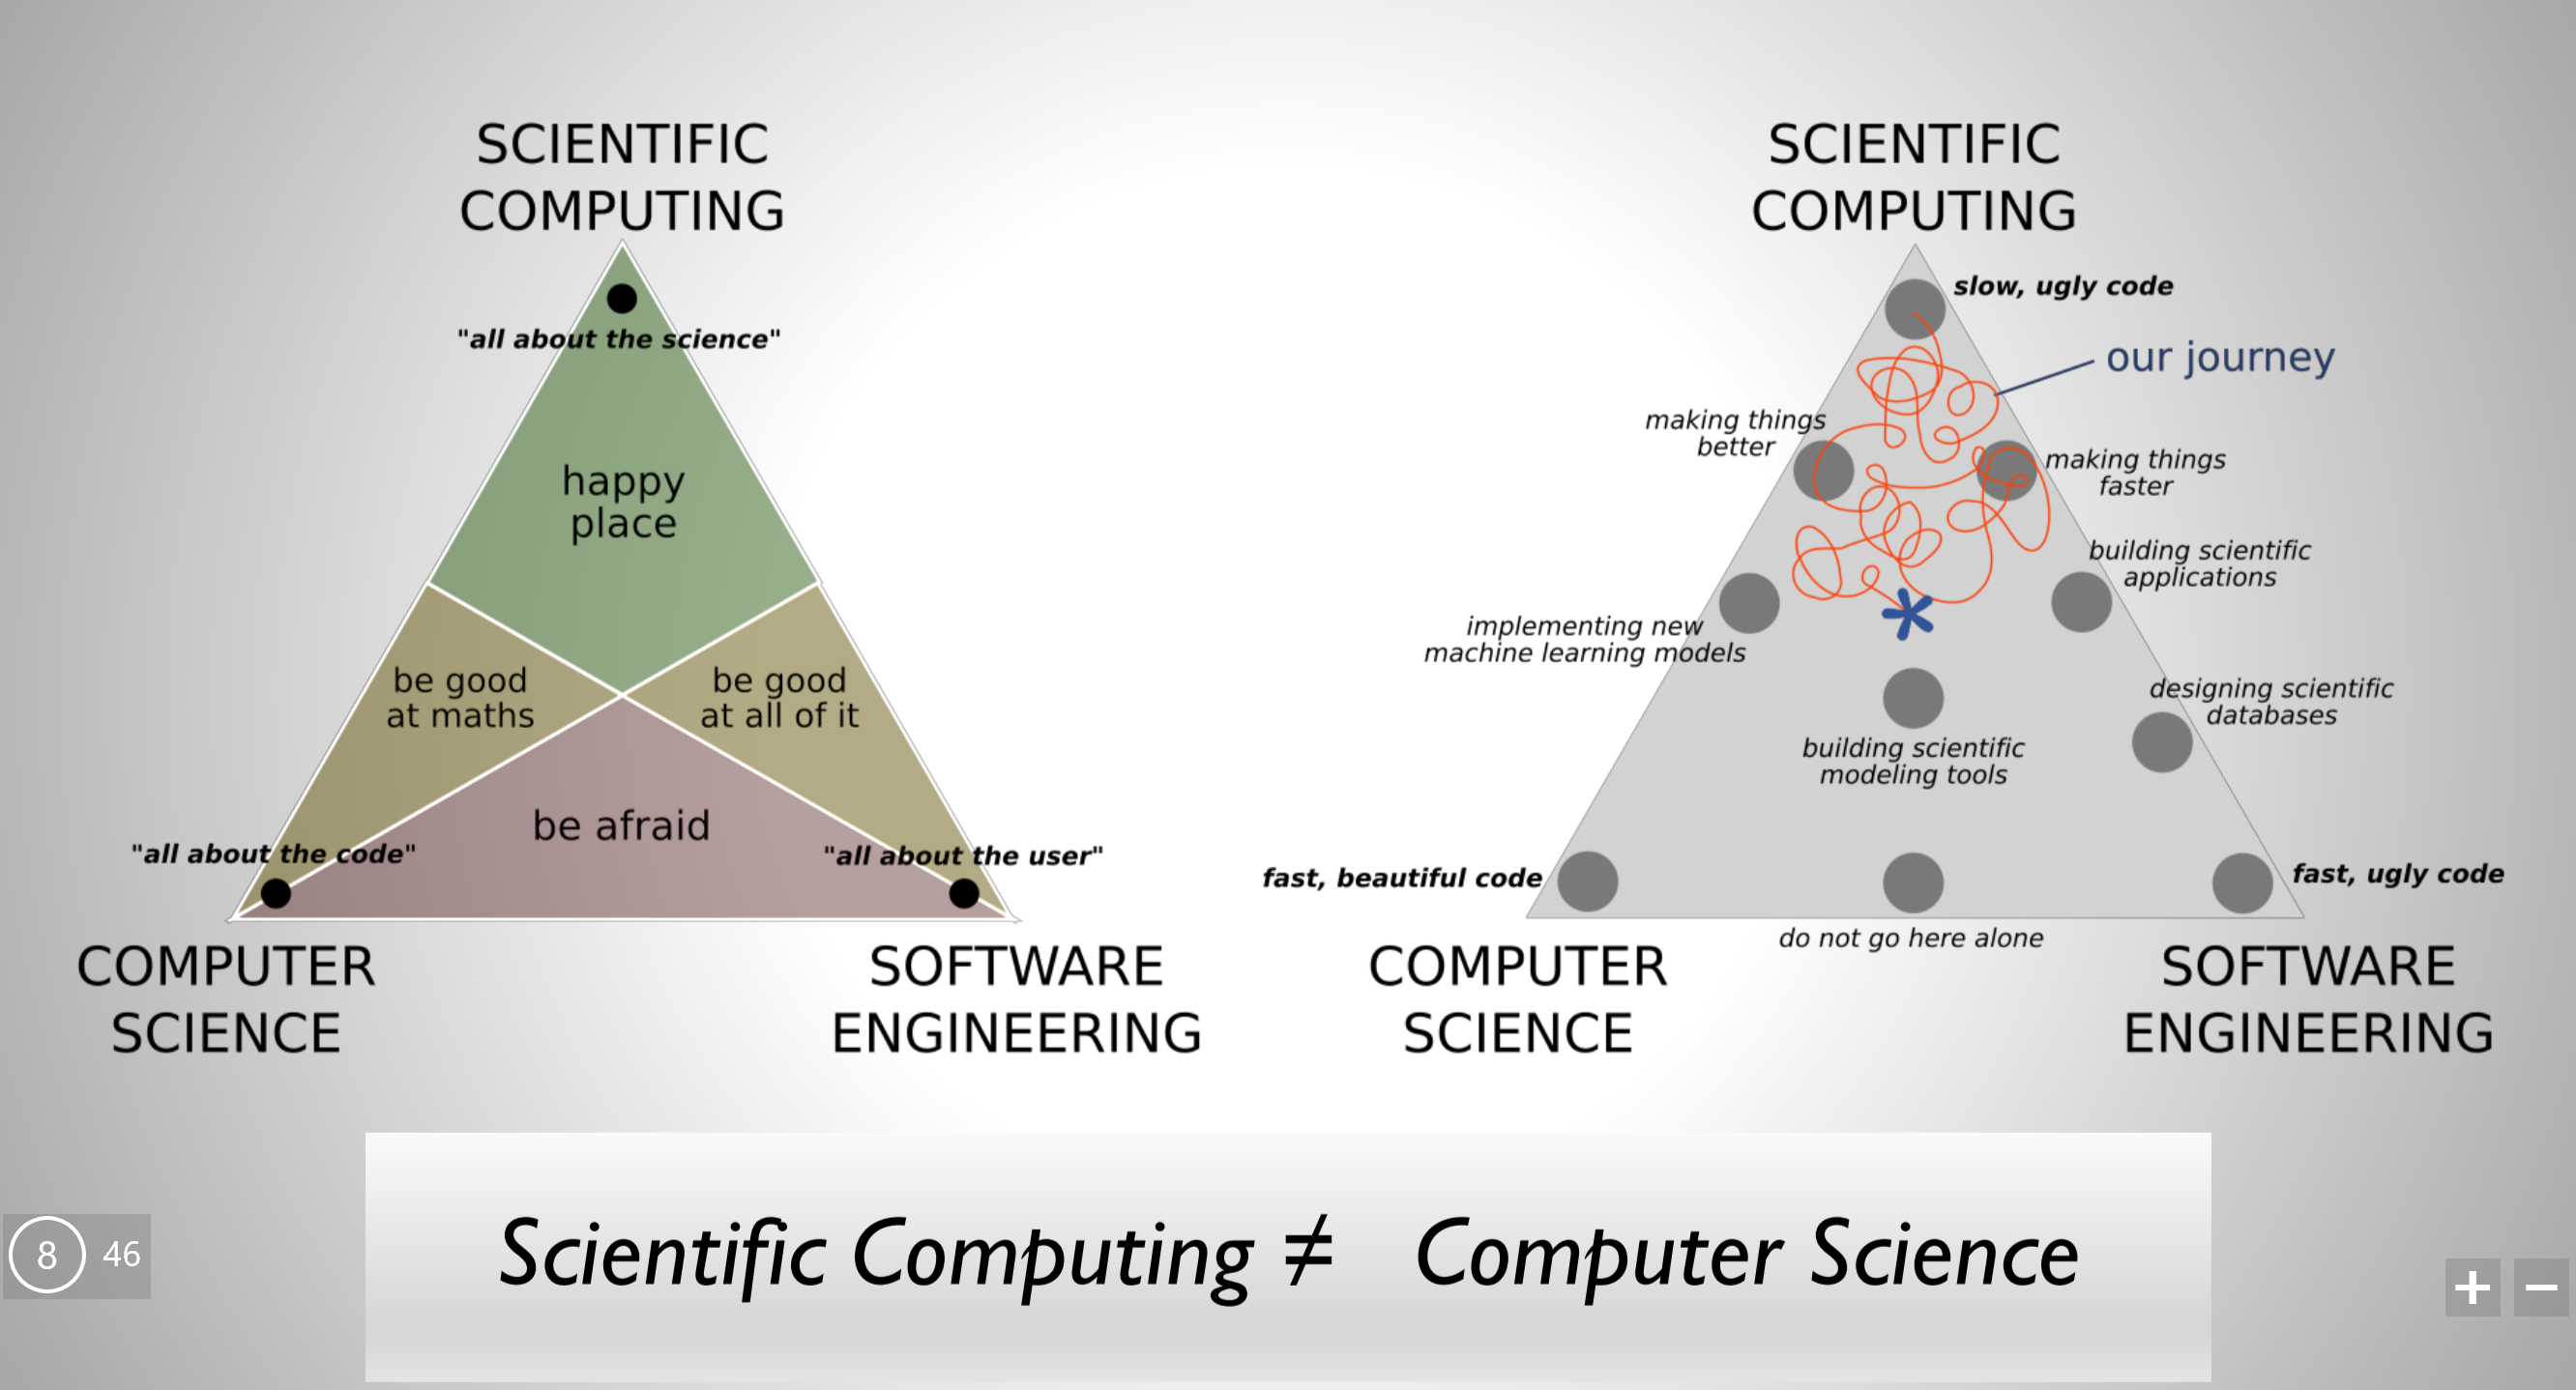 SCIENTIFIC
COMPUTING
"all about the science"
happy
place
be good
at maths
be good
at all of it
be afraid
"all about the code"
"all about the user"
COMPUTER
SCIENCE
SOFTWARE
ENGINEERING
SCIENTIFIC
COMPUTING
slow, ugly code
our journey
making things
better
making things
faster
building scientific
applications
implementing new
machine learning models
designing scientific
databases
building scientific
modeling tools
fast, beautiful code
fast, ugly code
do not go here alone
COMPUTER
SCIENCE
SOFTWARE
ENGINEERING
Scientific Computing ≠ Computer Science
8 46
+ −